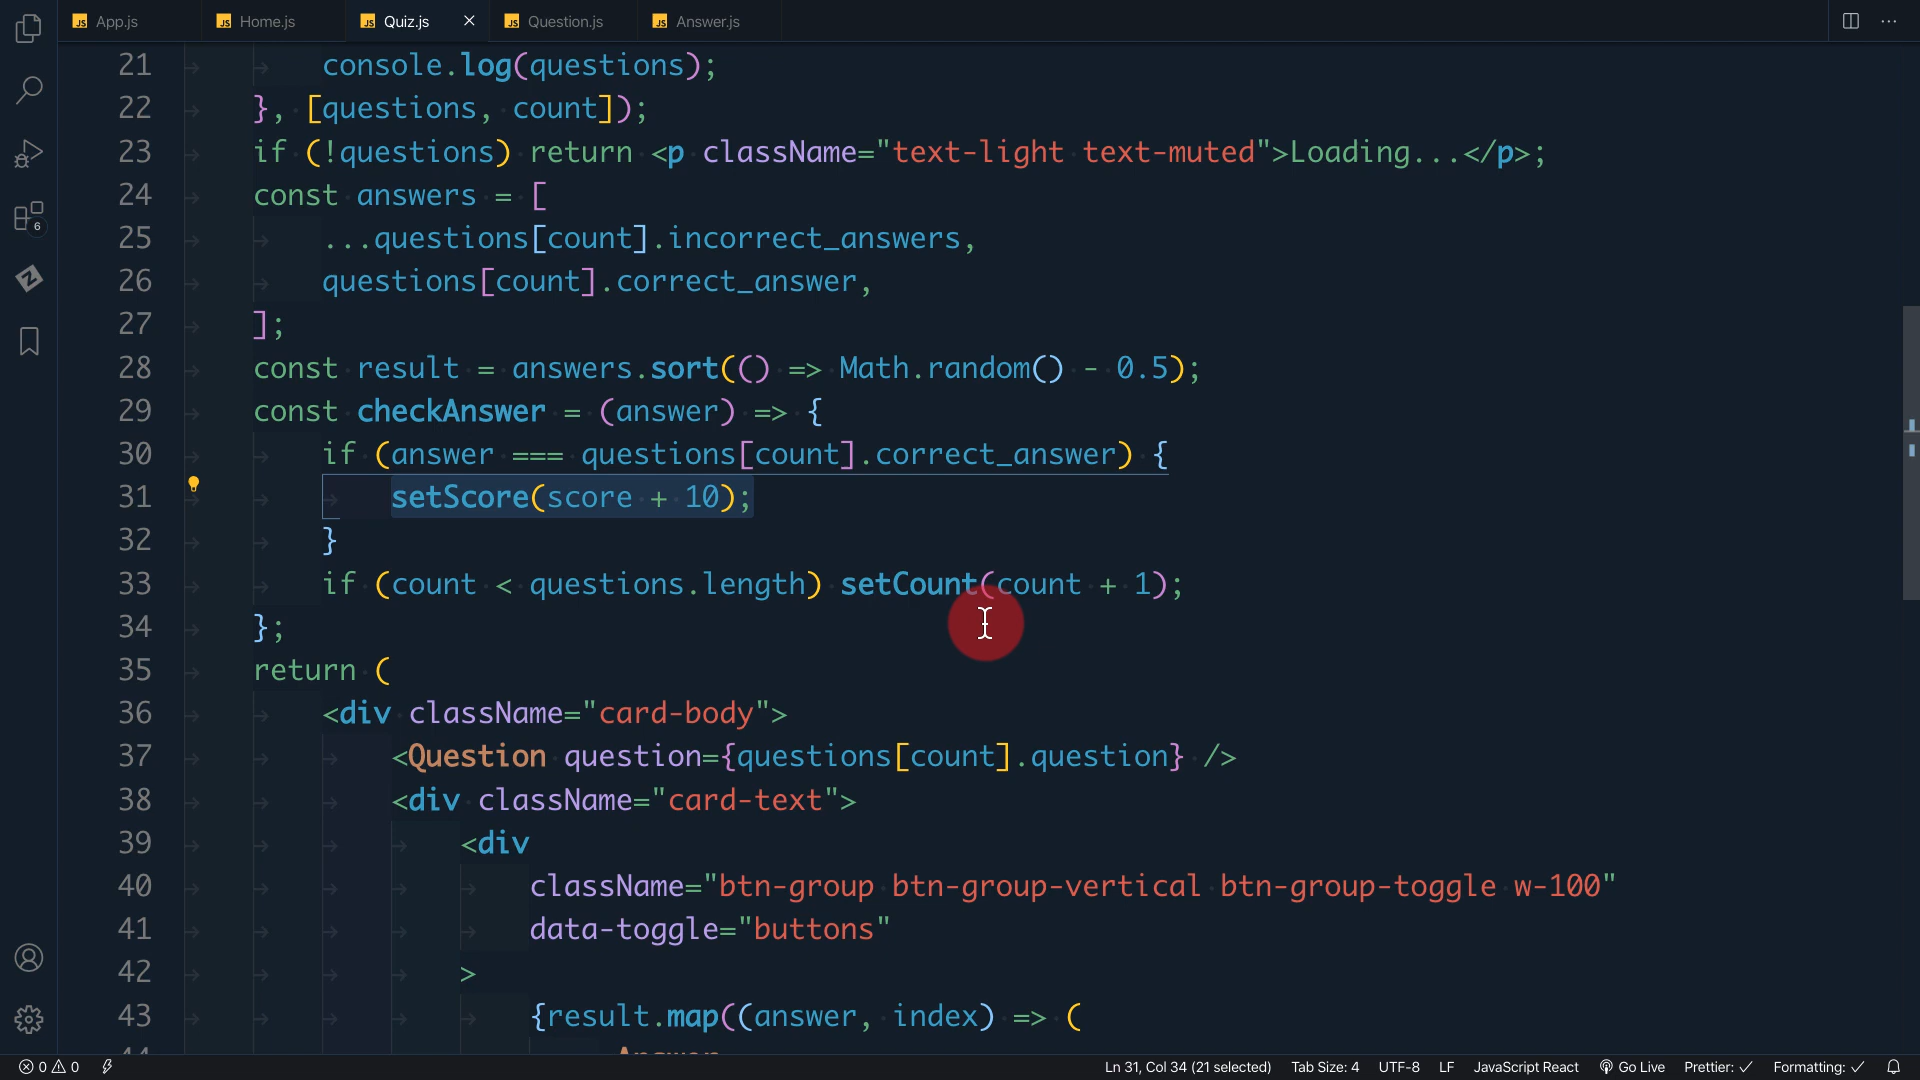 App.js Home.js Quiz.js Question.js Answer.js
21 console.log(questions);
22 }, [questions, count]);
23 if (!questions) return <p className="text-light text-muted">Loading...</p>;
24 const answers = [
25 ...questions[count].incorrect_answers,
26 questions[count].correct_answer,
27 ];
28 const result = answers.sort(() => Math.random() - 0.5);
29 const checkAnswer = (answer) => {
30 if (answer === questions[count].correct_answer) {
31 setScore(score + 10);
32 }
33 if (count < questions.length) setCount(count + 1);
34 };
35 return (
36 <div className="card-body">
37 <Question question={questions[count].question} />
38 <div className="card-text">
39 <div
40 className="btn-group btn-group-vertical btn-group-toggle w-100"
41 data-toggle="buttons"
42 >
43 {result.map((answer, index) => (
44 <Answer
6
0 0 Ln 31, Col 34 (21 selected) Tab Size: 4 UTF-8 LF JavaScript React Go Live Prettier: ✓ Formatting: ✓